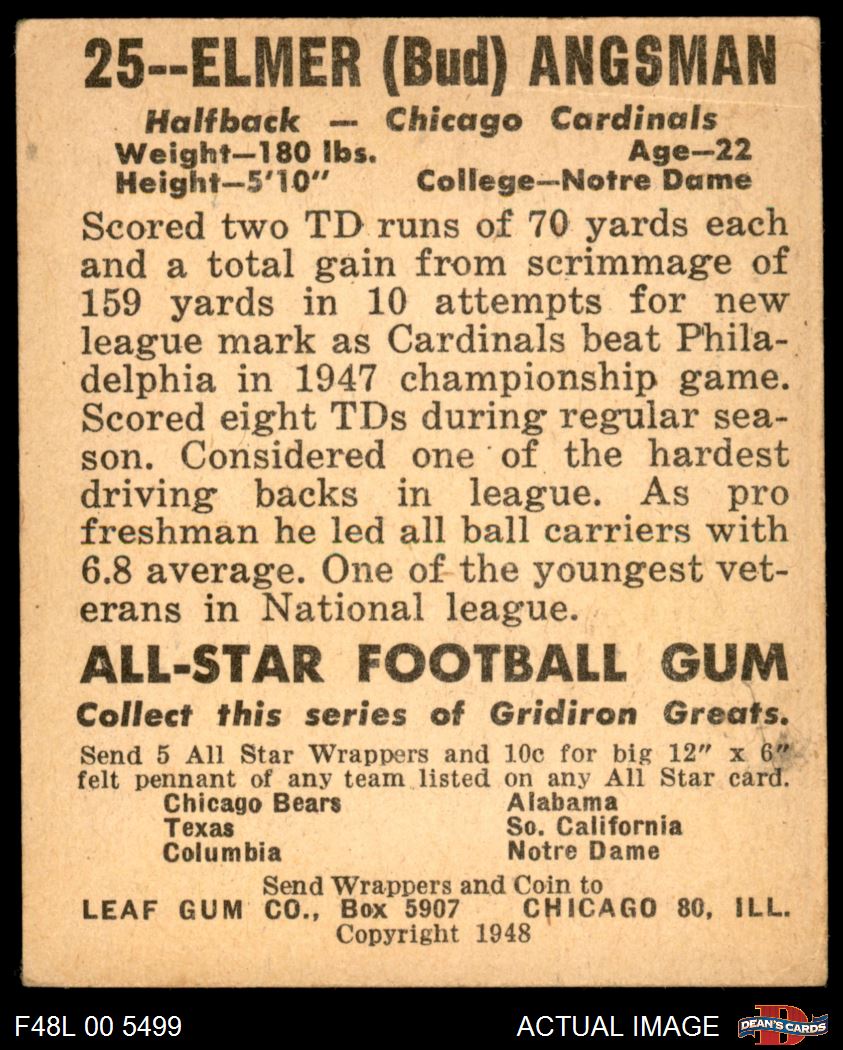 25--ELMER (Bud) ANGSMAN
Halfback — Chicago Cardinals
Weight—180 lbs. Age—22
Height—5'10" College—Notre Dame
Scored two TD runs of 70 yards each
and a total gain from scrimmage of
159 yards in 10 attempts for new
league mark as Cardinals beat Phila-
delphia in 1947 championship game.
Scored eight TDs during regular sea-
son. Considered one of the hardest
driving backs in league. As pro
freshman he led all ball carriers with
6.8 average. One of the youngest vet-
erans in National league.
ALL-STAR FOOTBALL GUM
Collect this series of Gridiron Greats.
Send 5 All Star Wrappers and 10c for big 12" x 6"
felt pennant of any team listed on any All Star card.
Chicago Bears Alabama
Texas So. California
Columbia Notre Dame
Send Wrappers and Coin to
LEAF GUM CO., Box 5907 CHICAGO 80, ILL.
Copyright 1948
F48L 00 5499 ACTUAL IMAGE D DEAN'S CARDS